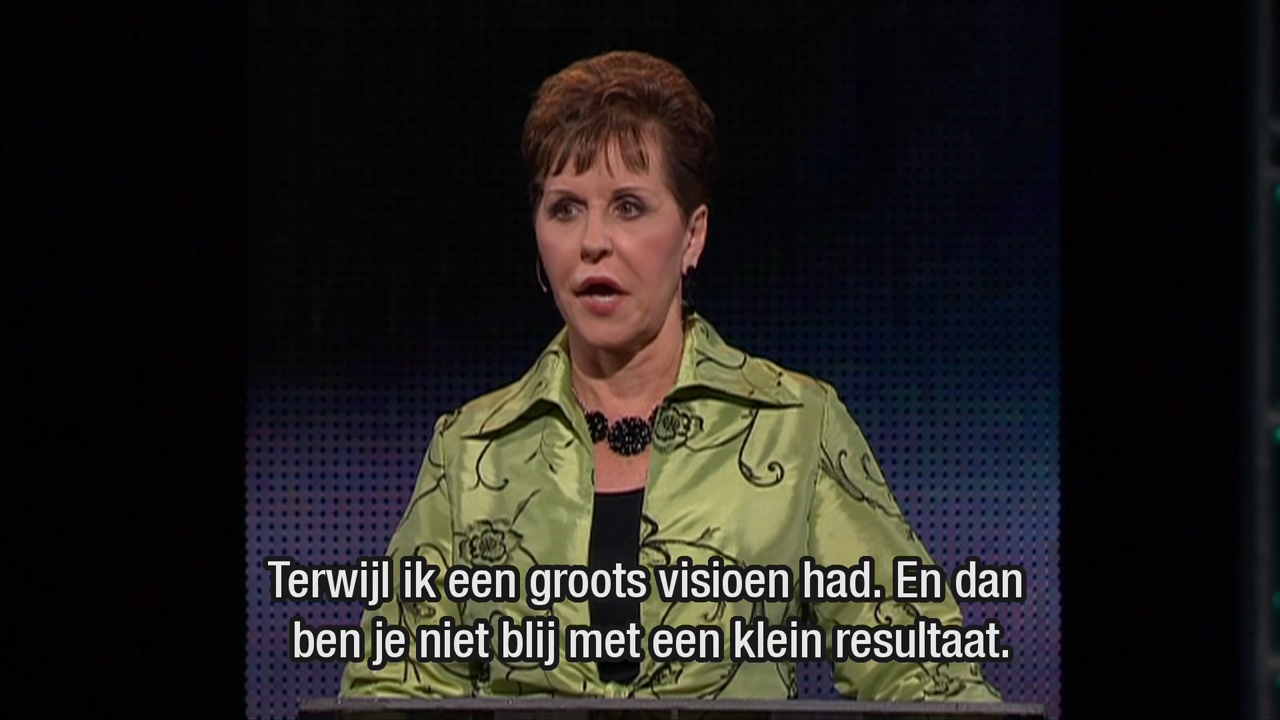 Terwijl ik een groots visioen had. En dan
ben je niet blij met een klein resultaat.